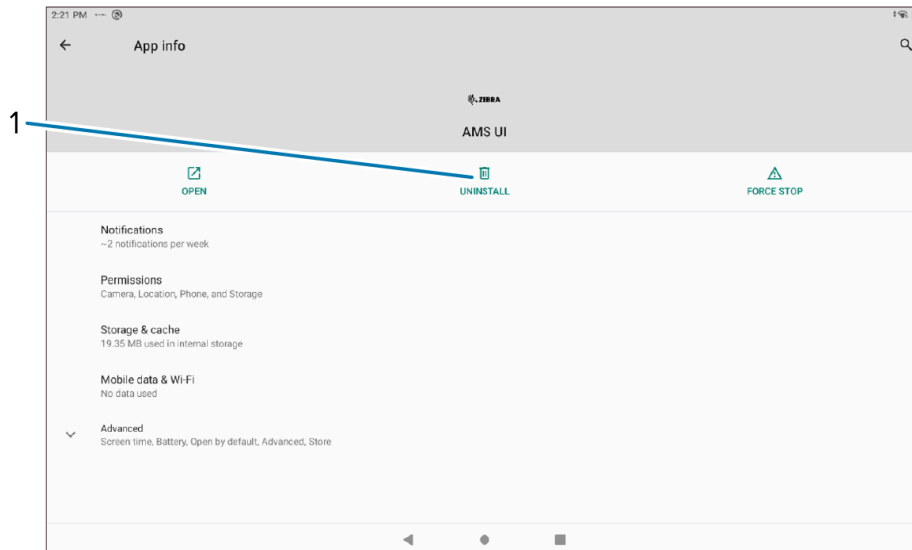 2:21 PM
App info
ZEBRA
AMS UI
1
OPEN
UNINSTALL
FORCE STOP
Notifications
~2 notifications per week
Permissions
Camera, Location, Phone, and Storage
Storage & cache
19.35 MB used in internal storage
Mobile data & Wi-Fi
No data used
Advanced
Screen time, Battery, Open by default, Advanced, Store